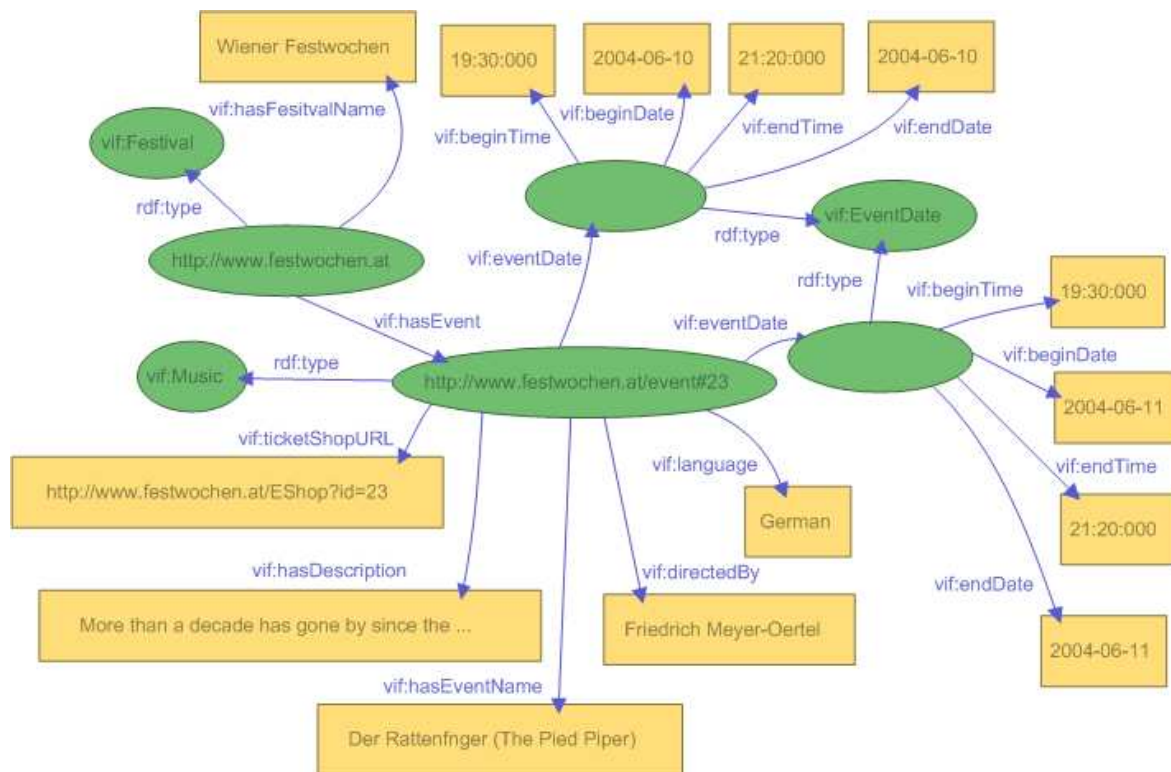 Wiener Festwochen
19:30:000
2004-06-10
21:20:000
2004-06-10
vif:hasFesitvalName
vif:beginDate
vif:beginTime
vif:endTime
vif:endDate
vif:Festival
rdf:type
vif:EventDate
rdf:type
http://www.festwochen.at
vif:eventDate
rdf:type
vif:beginTime
19:30:000
vif:hasEvent
vif:eventDate
vif:beginDate
rdf:type
vif:Music
http://www.festwochen.at/event#23
2004-06-11
vif:ticketShopURL
vif:language
vif:endTime
http://www.festwochen.at/EShop?id=23
German
21:20:000
vif:hasDescription
vif:directedBy
vif:endDate
More than a decade has gone by since the ...
Friedrich Meyer-Oertel
2004-06-11
vif:hasEventName
Der Rattenfnger (The Pied Piper)